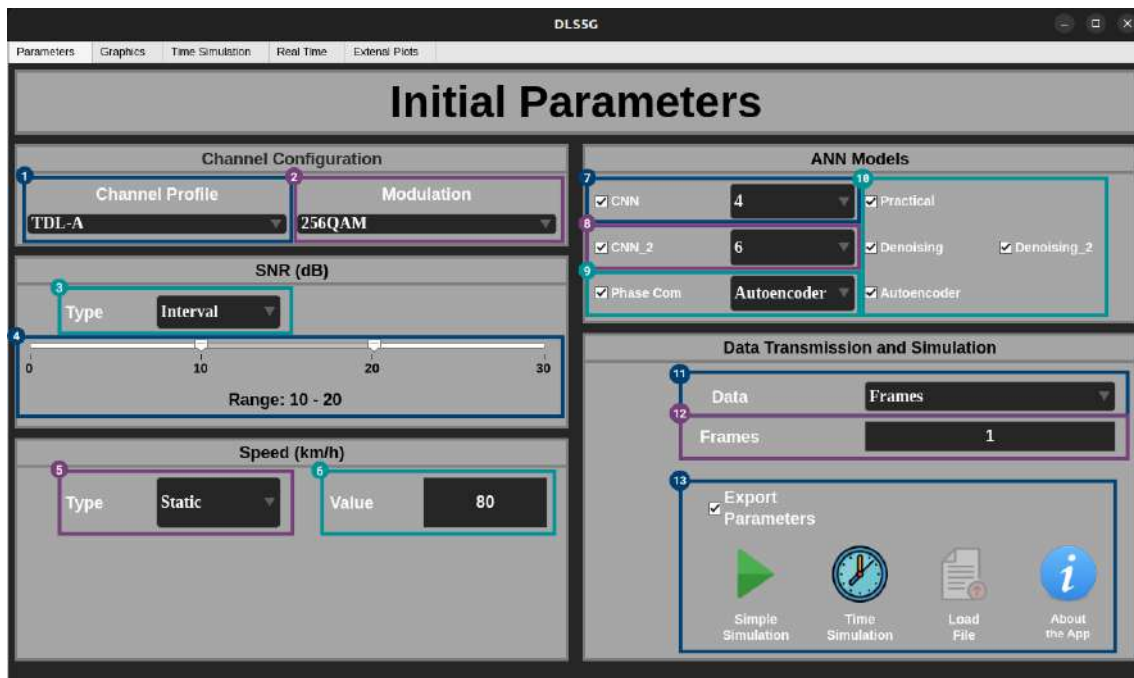 DLS5G
Parameters Graphics Time Simulation Real Time Extenal Plots
Initial Parameters
Channel Configuration
1
2
Channel Profile Modulation
TDL-A 256QAM
SNR (dB)
3
Type Interval
4
0 10 20 30
Range: 10 - 20
Speed (km/h)
5
6
Type Static Value 80
ANN Models
7
10
CNN 4 Practical
8
CNN_2 6 Denoising Denoising_2
9
Phase Com Autoencoder Autoencoder
Data Transmission and Simulation
11
Data Frames
12
Frames 1
13
Export
Parameters
Simple Time Load About
Simulation Simulation File the App